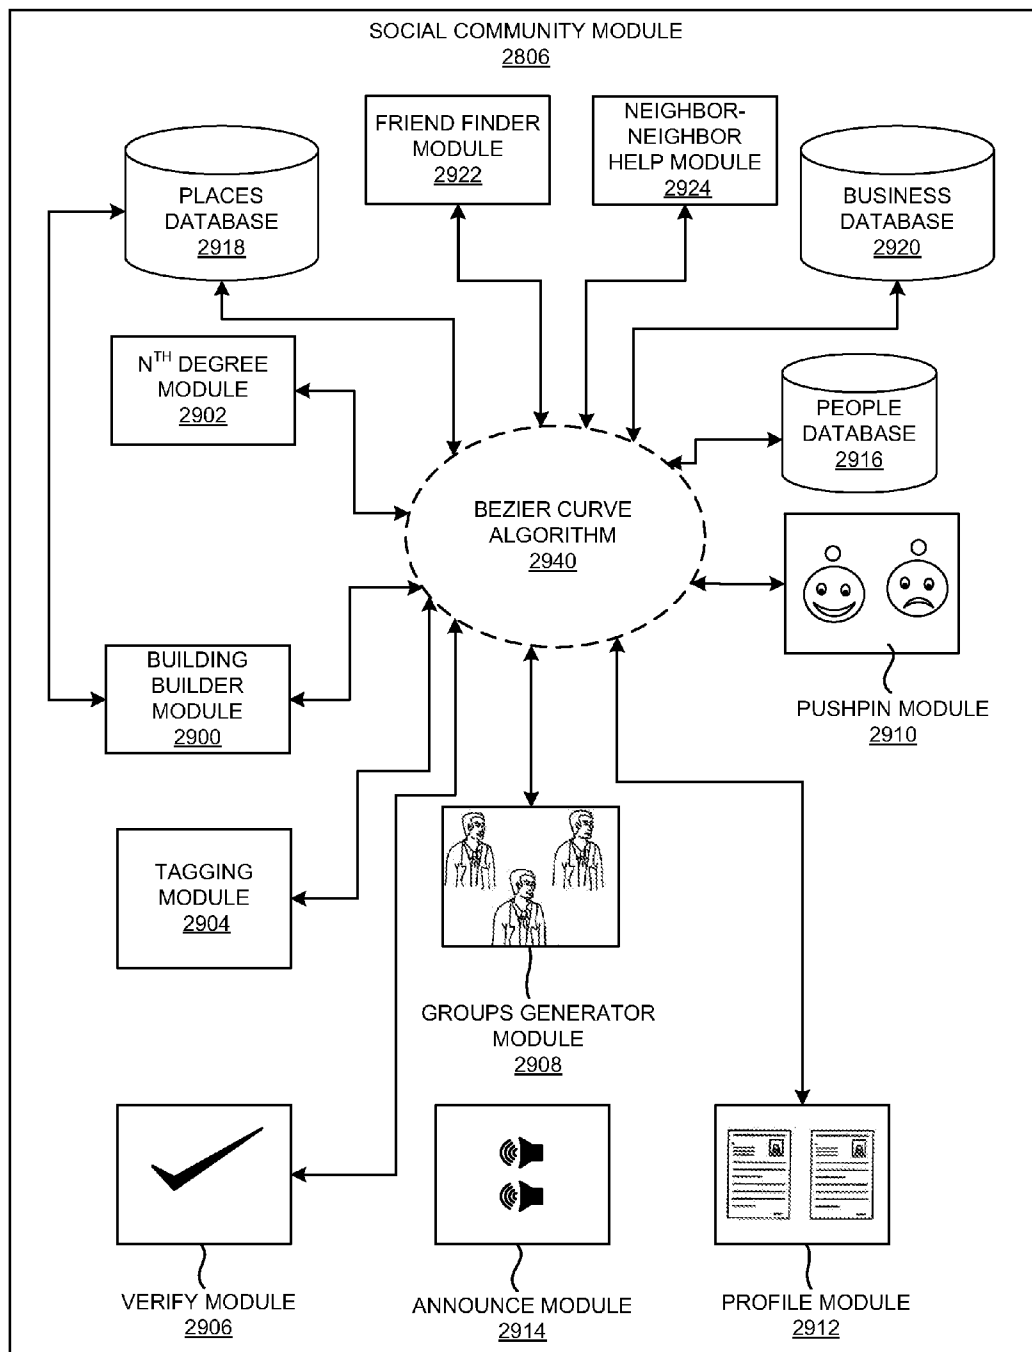 SOCIAL COMMUNITY MODULE
2806
FRIEND FINDER
MODULE
2922
NEIGHBOR-
NEIGHBOR
HELP MODULE
2924
PLACES
DATABASE
2918
BUSINESS
DATABASE
2920
NTH DEGREE
MODULE
2902
PEOPLE
DATABASE
2916
BEZIER CURVE
ALGORITHM
2940
BUILDING
BUILDER
MODULE
2900
PUSHPIN MODULE
2910
TAGGING
MODULE
2904
GROUPS GENERATOR
MODULE
2908
VERIFY MODULE
2906
ANNOUNCE MODULE
2914
PROFILE MODULE
2912